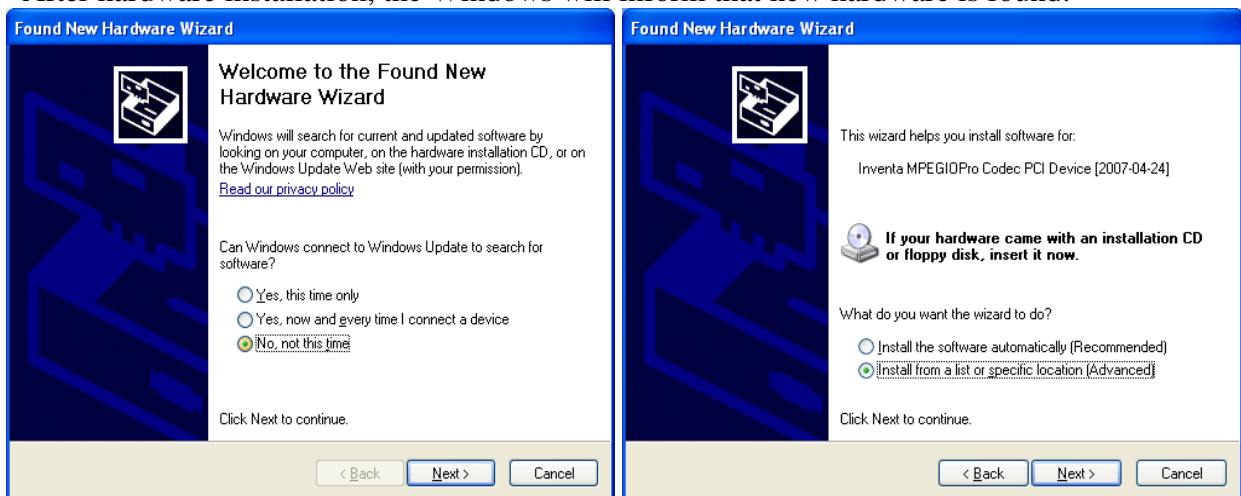 After hardware installation, the Windows will inform that new hardware is found.
Found New Hardware Wizard
Welcome to the Found New
Hardware Wizard
Windows will search for current and updated software by
looking on your computer, on the hardware installation CD, or on
the Windows Update Web site (with your permission).
Read our privacy policy
Can Windows connect to Windows Update to search for
software?
Yes, this time only
Yes, now and every time I connect a device
No, not this time
Click Next to continue.
< Back
Next >
Cancel
Found New Hardware Wizard
This wizard helps you install software for:
Inventa MPEGIOPro Codec PCI Device [2007-04-24]
If your hardware came with an installation CD
or floppy disk, insert it now.
What do you want the wizard to do?
Install the software automatically (Recommended)
Install from a list or specific location (Advanced)
Click Next to continue.
< Back
Next >
Cancel